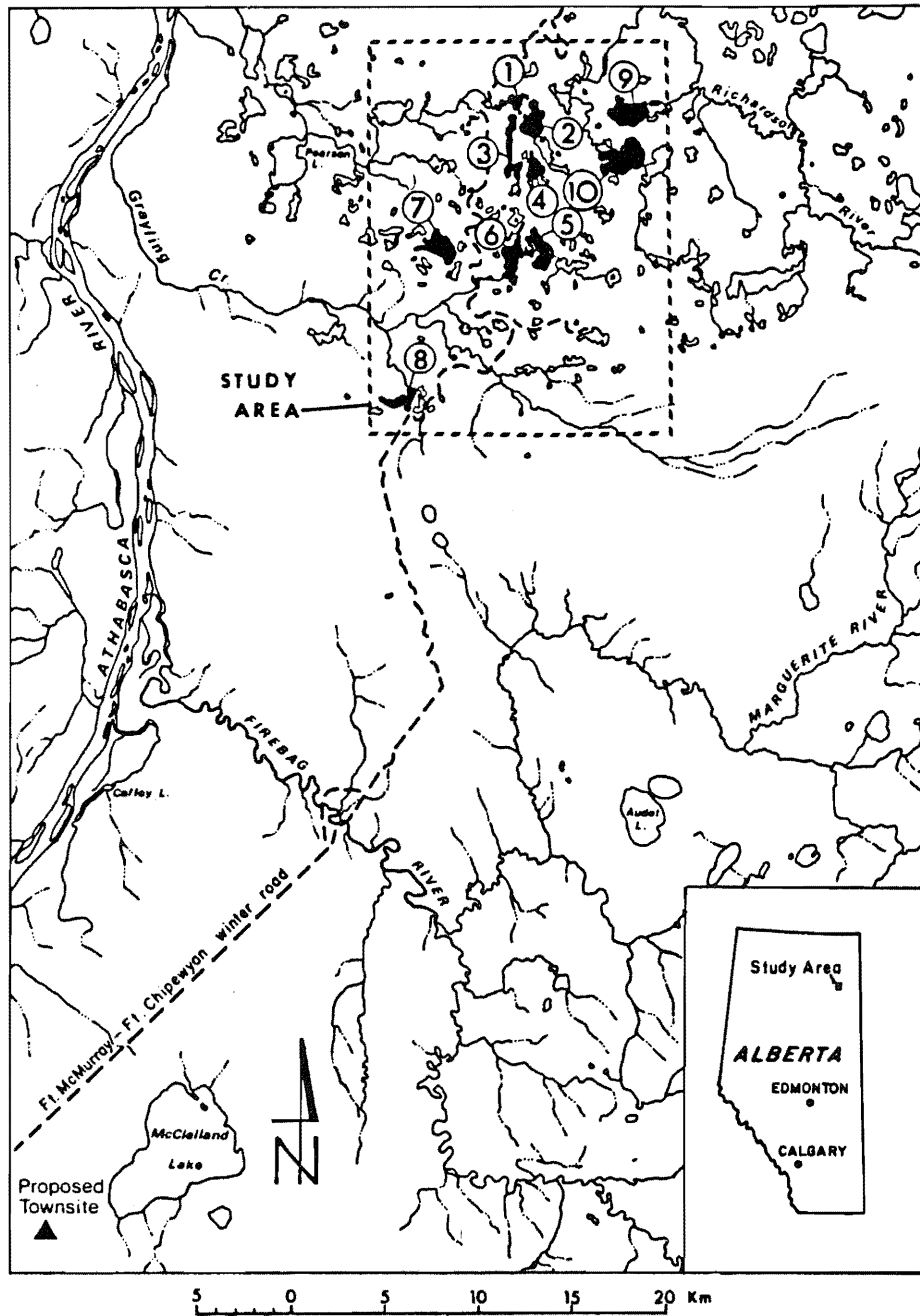 1
9
Richardson
River
2
3
Pearson
L.
10
4
7
6
5
Grayling
Cr.
RIVER
8
STUDY
AREA
ATHABASCA
MARGUERITE RIVER
FIREBAG
RIVER
Audet
L.
Ft. McMurray - Ft. Chipewyan winter road
Study Area
ALBERTA
EDMONTON
CALGARY
N
McClelland
Lake
Proposed
Townsite
5 0 5 10 15 20 Km